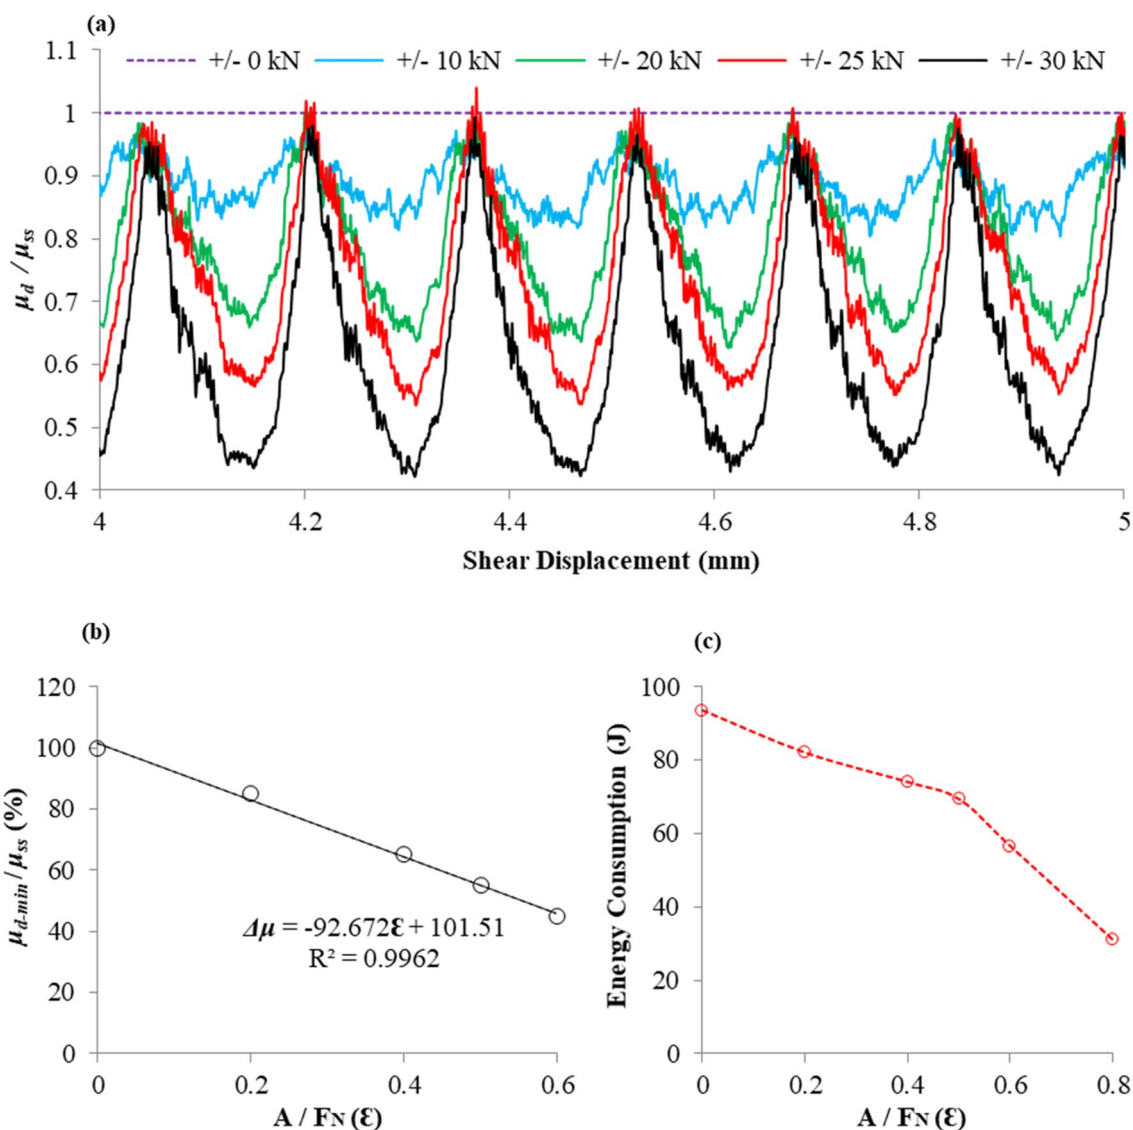 (a)
1.1
+/- 0 kN +/- 10 kN +/- 20 kN +/- 25 kN +/- 30 kN
1
0.9
0.8
0.7
0.6
0.5
0.4
μd / μss
4 4.2 4.4 4.6 4.8 5
Shear Displacement (mm)
(b)
120
100
80
60
40
20
0
μd-min / μss (%)
Δμ = -92.672Ɛ + 101.51
R² = 0.9962
0 0.2 0.4 0.6
A / FN (Ɛ)
(c)
100
80
60
40
20
0
Energy Consumption (J)
0 0.2 0.4 0.6 0.8
A / FN (Ɛ)